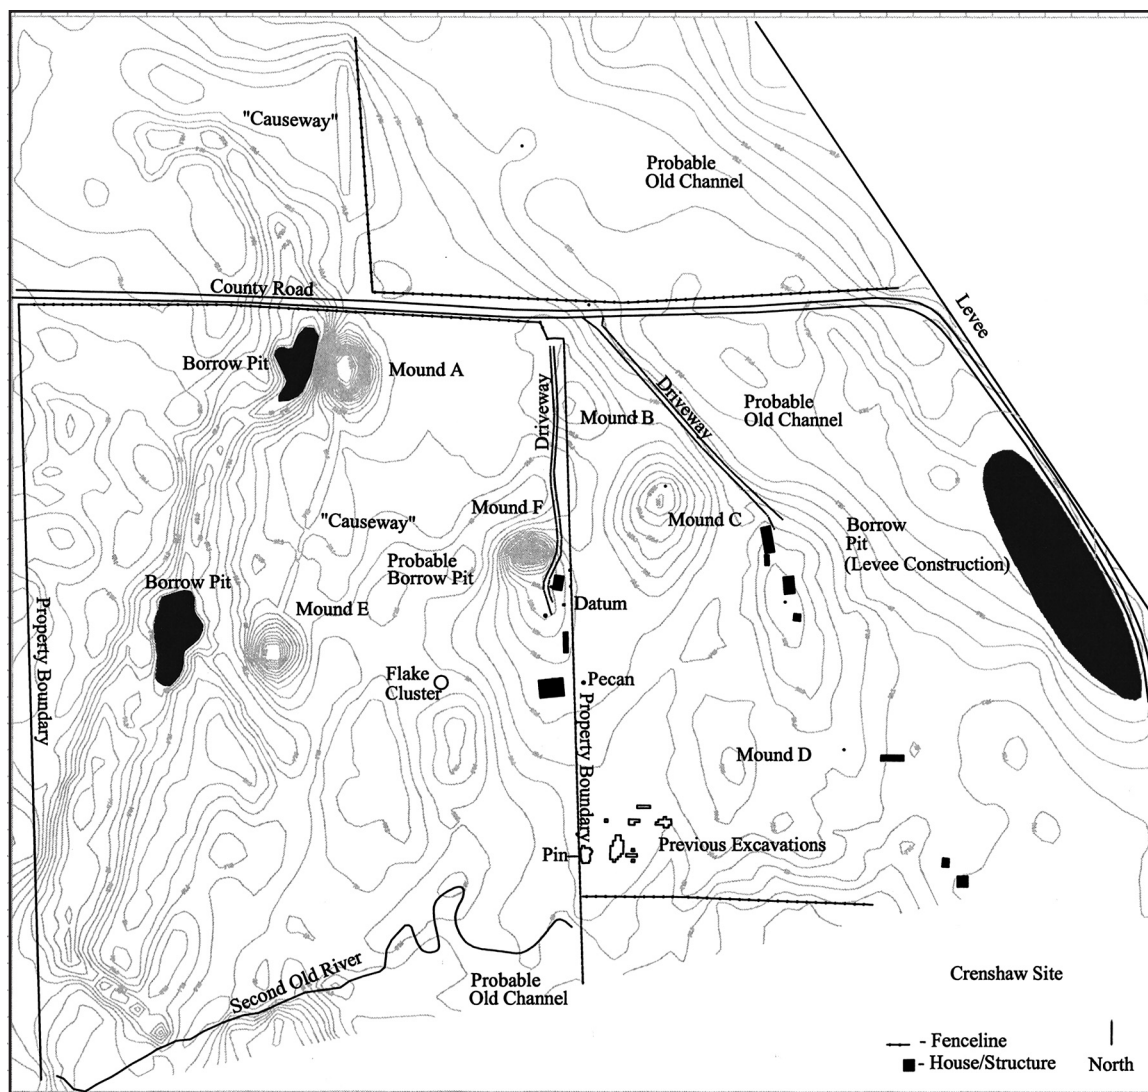 "Causeway"
Probable
Old Channel
County Road
Levee
Borrow Pit
Mound A
Driveway
Mound B
Driveway
Probable
Old Channel
Mound F
"Causeway"
Mound C
Borrow
Pit
(Levee Construction)
Probable
Borrow Pit
Borrow Pit
Mound E
Datum
Property Boundary
Flake
Cluster
Pecan
Property Boundary
Mound D
Previous Excavations
Pin
Second Old River
Probable
Old Channel
Crenshaw Site
- Fenceline
- House/Structure
North